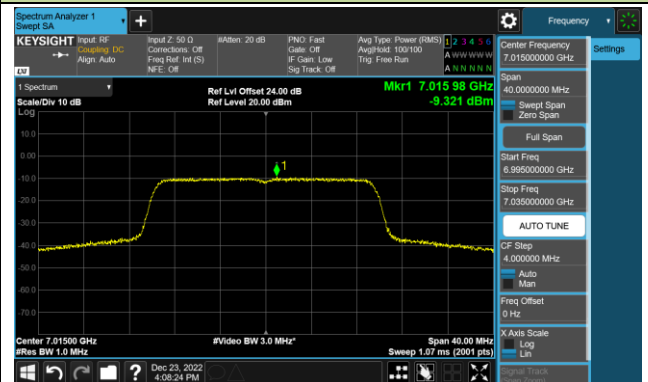 Spectrum Analyzer 1
Swept SA
Frequency
KEYSIGHT
Input: RF
Coupling: DC
Align: Auto
Input Z: 50 Ω
Corrections: Off
Freq Ref: Int (S)
NFE: Off
#Atten: 20 dB
PNO: Fast
Gate: Off
IF Gain: Low
Sig Track: Off
Avg Type: Power (RMS)
Avg|Hold: 100/100
Trig: Free Run
1 2 3 4 5 6
A W W W W W
A N N N N N
LXI
Center Frequency
7.015000000 GHz
Settings
Span
40.0000000 MHz
Swept Span
Zero Span
Full Span
Start Freq
6.995000000 GHz
Stop Freq
7.035000000 GHz
AUTO TUNE
CF Step
4.000000 MHz
Auto
Man
Freq Offset
0 Hz
X Axis Scale
Log
Lin
Signal Track
1 Spectrum
Scale/Div 10 dB
Log
Ref Lvl Offset 24.00 dB
Ref Level 20.00 dBm
Mkr1 7.015 98 GHz
-9.321 dBm
10.0
0.00
-10.0
-20.0
-30.0
-40.0
-50.0
-60.0
-70.0
1
Center 7.01500 GHz
#Res BW 1.0 MHz
#Video BW 3.0 MHz*
Span 40.00 MHz
Sweep 1.07 ms (2001 pts)
?
Dec 23, 2022
4:08:24 PM